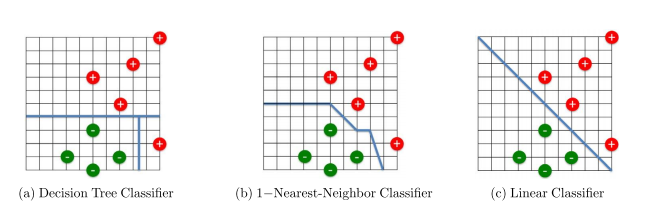 + + +
+ + +
+ + +
+ + +
- - -
+ + +
- - - - - -
- - -
(a) Decision Tree Classifier (b) 1−Nearest-Neighbor Classifier (c) Linear Classifier